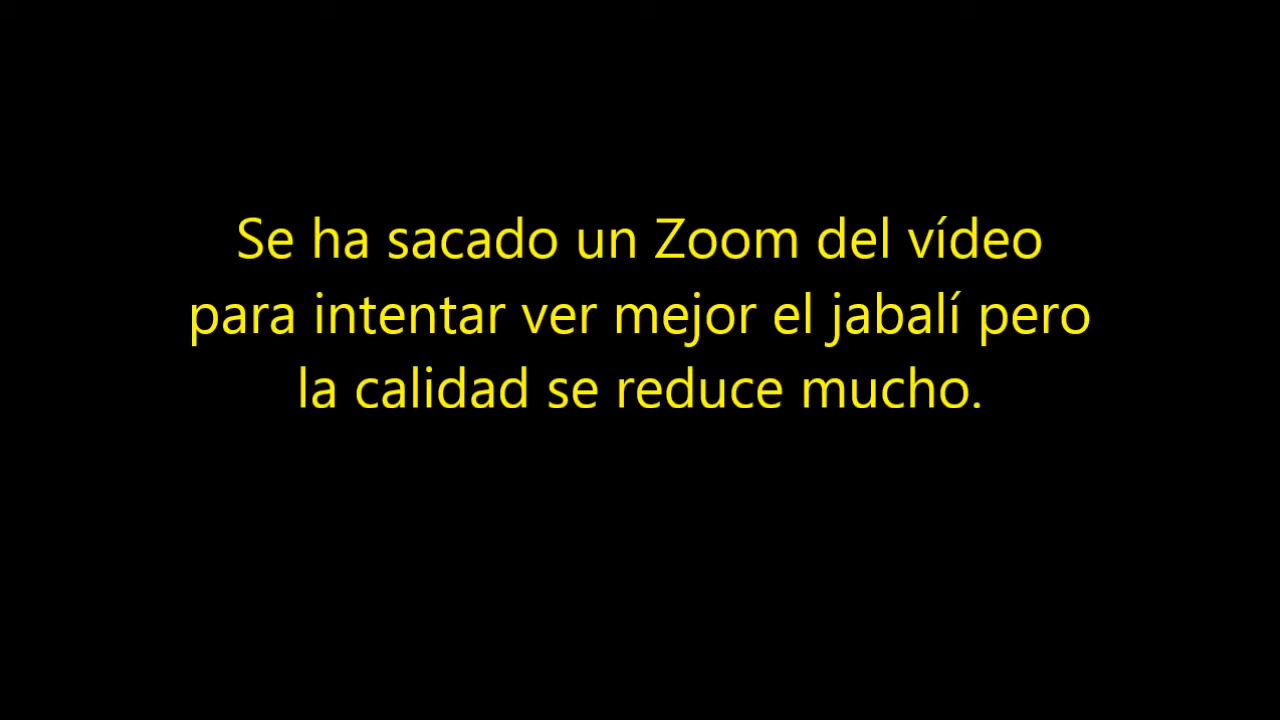 Se ha sacado un Zoom del vídeo
para intentar ver mejor el jabalí pero
la calidad se reduce mucho.